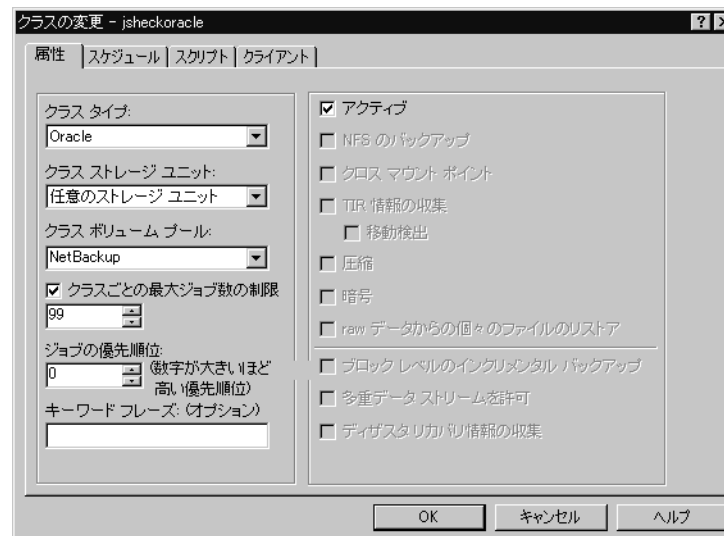 クラスの変更 - jsheckoracle
属性
スケジュール
スクリプト
クライアント
クラス タイプ:
Oracle
クラス ストレージ ユニット:
任意のストレージ ユニット
クラス ボリューム プール:
NetBackup
クラスごとの最大ジョブ数の制限
99
ジョブの優先順位:
0
(数字が大きいほど
高い優先順位)
キーワード フレーズ: (オプション)
アクティブ
NFS のバックアップ
クロス マウント ポイント
TIR 情報の収集
移動検出
圧縮
暗号
raw データからの個々のファイルのリストア
ブロック レベルのインクリメンタル バックアップ
多重データ ストリームを許可
ディザスタ リカバリ情報の収集
OK
キャンセル
ヘルプ